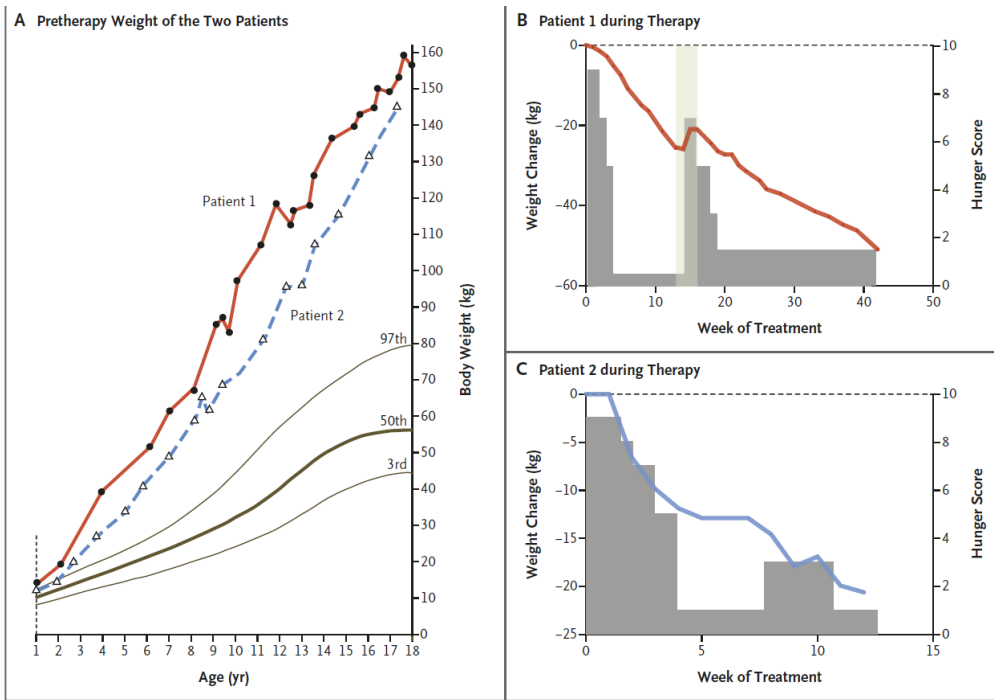 A Pretherapy Weight of the Two Patients
160
150
140
130
120
110
100
90
80
70
60
50
40
30
20
10
0
Body Weight (kg)
Patient 1
Patient 2
97th
50th
3rd
1 2 3 4 5 6 7 8 9 10 11 12 13 14 15 16 17 18
Age (yr)
B Patient 1 during Therapy
0
−20
−40
−60
Weight Change (kg)
10
8
6
4
2
0
Hunger Score
0 10 20 30 40 50
Week of Treatment
C Patient 2 during Therapy
0
−5
−10
−15
−20
−25
Weight Change (kg)
10
8
6
4
2
0
Hunger Score
0 5 10 15
Week of Treatment